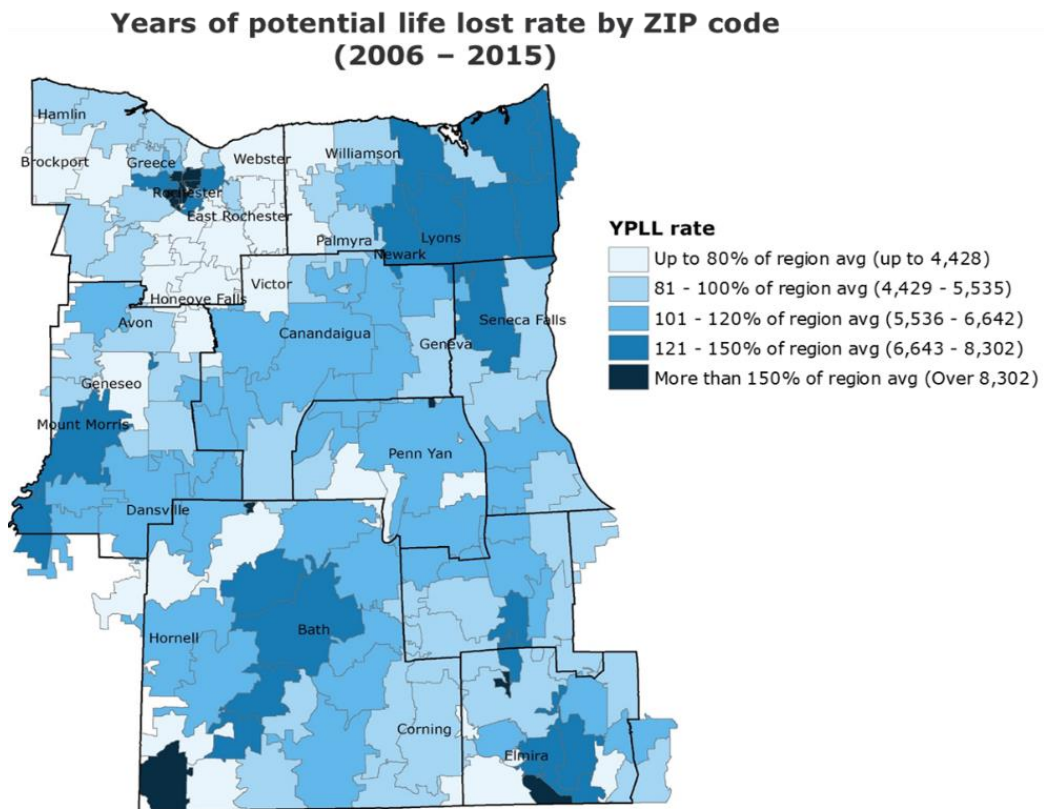 Years of potential life lost rate by ZIP code
(2006 – 2015)
Hamlin
Brockport
Greece
Webster
Williamson
Rochester
East Rochester
Palmyra
Lyons
Newark
Honeoye Falls
Victor
Avon
Canandaigua
Geneva
Seneca Falls
Geneseo
Mount Morris
Penn Yan
Dansville
Hornell
Bath
Corning
Elmira
YPLL rate
Up to 80% of region avg (up to 4,428)
81 - 100% of region avg (4,429 - 5,535)
101 - 120% of region avg (5,536 - 6,642)
121 - 150% of region avg (6,643 - 8,302)
More than 150% of region avg (Over 8,302)